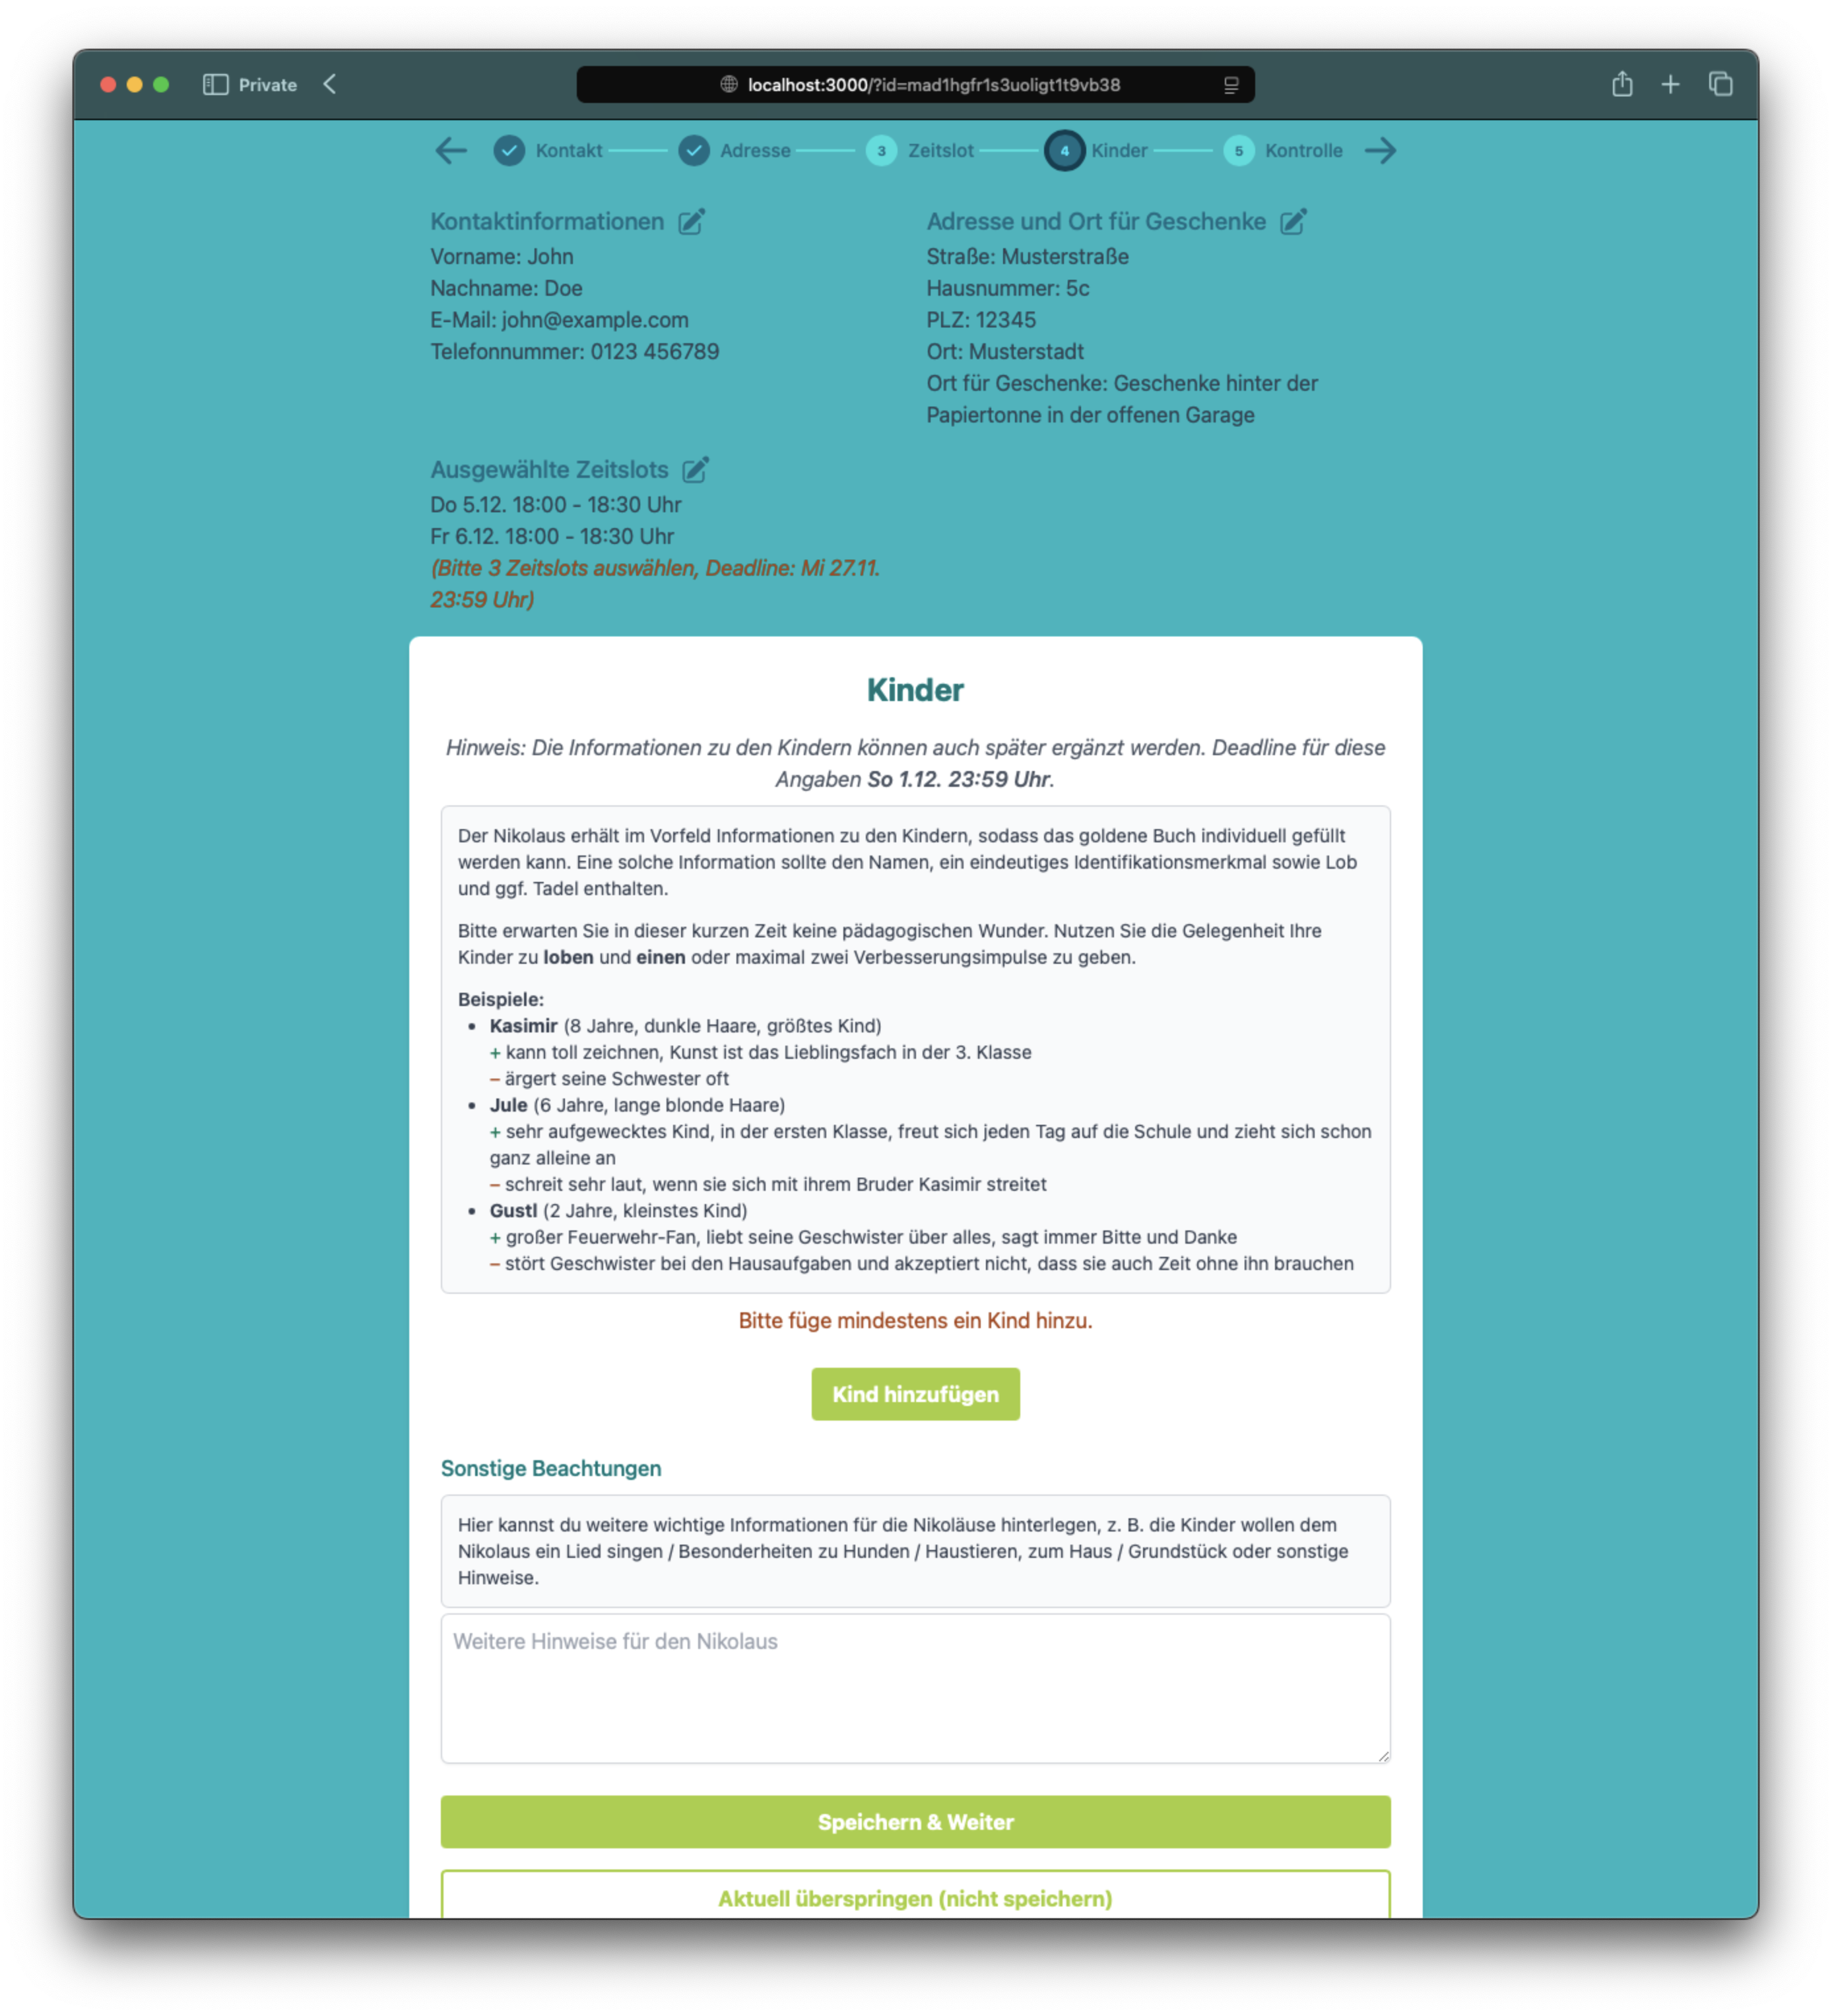 Private
localhost:3000/?id=mad1hgfr1s3uoligt1t9vb38
Kontakt
Adresse
3 Zeitslot
4 Kinder
5 Kontrolle
Kontaktinformationen
Vorname: John
Nachname: Doe
E-Mail: john@example.com
Telefonnummer: 0123 456789
Adresse und Ort für Geschenke
Straße: Musterstraße
Hausnummer: 5c
PLZ: 12345
Ort: Musterstadt
Ort für Geschenke: Geschenke hinter der
Papiertonne in der offenen Garage
Ausgewählte Zeitslots
Do 5.12. 18:00 - 18:30 Uhr
Fr 6.12. 18:00 - 18:30 Uhr
(Bitte 3 Zeitslots auswählen, Deadline: Mi 27.11.
23:59 Uhr)
Kinder
Hinweis: Die Informationen zu den Kindern können auch später ergänzt werden. Deadline für diese
Angaben So 1.12. 23:59 Uhr.
Der Nikolaus erhält im Vorfeld Informationen zu den Kindern, sodass das goldene Buch individuell gefüllt
werden kann. Eine solche Information sollte den Namen, ein eindeutiges Identifikationsmerkmal sowie Lob
und ggf. Tadel enthalten.
Bitte erwarten Sie in dieser kurzen Zeit keine pädagogischen Wunder. Nutzen Sie die Gelegenheit Ihre
Kinder zu loben und einen oder maximal zwei Verbesserungsimpulse zu geben.
Beispiele:
• Kasimir (8 Jahre, dunkle Haare, größtes Kind)
+ kann toll zeichnen, Kunst ist das Lieblingsfach in der 3. Klasse
– ärgert seine Schwester oft
• Jule (6 Jahre, lange blonde Haare)
+ sehr aufgewecktes Kind, in der ersten Klasse, freut sich jeden Tag auf die Schule und zieht sich schon
ganz alleine an
– schreit sehr laut, wenn sie sich mit ihrem Bruder Kasimir streitet
• Gustl (2 Jahre, kleinstes Kind)
+ großer Feuerwehr-Fan, liebt seine Geschwister über alles, sagt immer Bitte und Danke
– stört Geschwister bei den Hausaufgaben und akzeptiert nicht, dass sie auch Zeit ohne ihn brauchen
Bitte füge mindestens ein Kind hinzu.
Kind hinzufügen
Sonstige Beachtungen
Hier kannst du weitere wichtige Informationen für die Nikoläuse hinterlegen, z. B. die Kinder wollen dem
Nikolaus ein Lied singen / Besonderheiten zu Hunden / Haustieren, zum Haus / Grundstück oder sonstige
Hinweise.
Weitere Hinweise für den Nikolaus
Speichern & Weiter
Aktuell überspringen (nicht speichern)